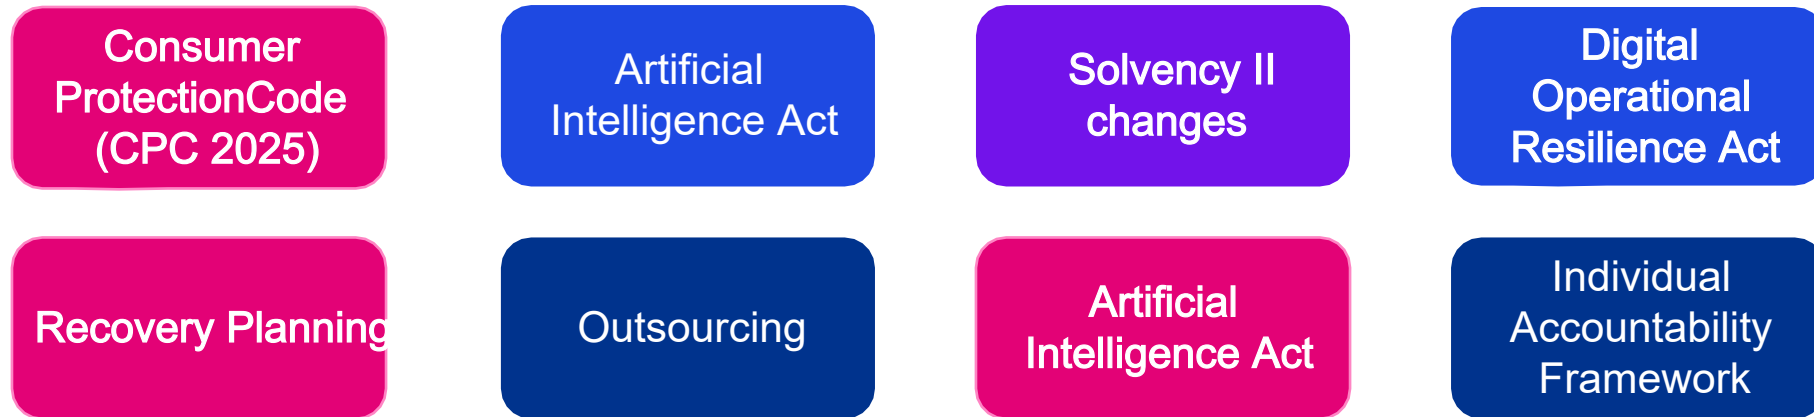 Consumer
ProtectionCode
(CPC 2025)
Artificial
Intelligence Act
Solvency II
changes
Digital
Operational
Resilience Act
Recovery Planning
Outsourcing
Artificial
Intelligence Act
Individual
Accountability
Framework